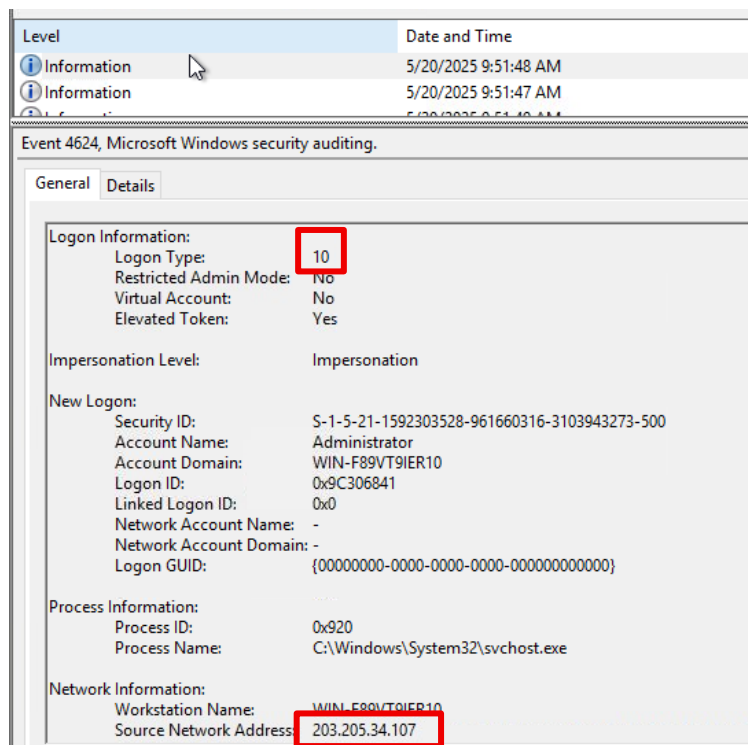 Level Date and Time
Information 5/20/2025 9:51:48 AM
Information 5/20/2025 9:51:47 AM
Event 4624, Microsoft Windows security auditing.
General Details
Logon Information:
Logon Type: 10
Restricted Admin Mode: No
Virtual Account: No
Elevated Token: Yes
Impersonation Level: Impersonation
New Logon:
Security ID: S-1-5-21-1592303528-961660316-3103943273-500
Account Name: Administrator
Account Domain: WIN-F89VT9IER10
Logon ID: 0x9C306841
Linked Logon ID: 0x0
Network Account Name: -
Network Account Domain: -
Logon GUID: {00000000-0000-0000-0000-000000000000}
Process Information:
Process ID: 0x920
Process Name: C:\Windows\System32\svchost.exe
Network Information:
Workstation Name: WIN-F89VT9IER10
Source Network Address: 203.205.34.107